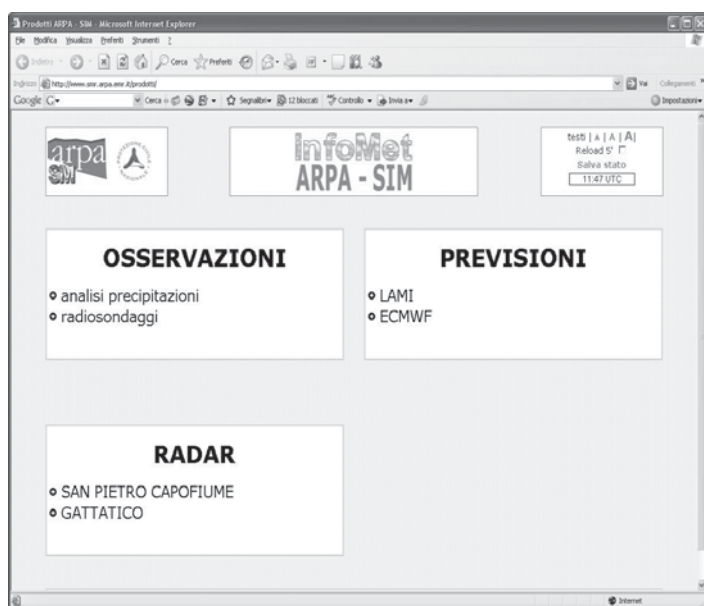 Prodotti ARPA - SIM - Microsoft Internet Explorer
File Modifica Visualizza Preferiti Strumenti ?
Indietro Cerca Preferiti
Indirizzo http://www.smr.arpa.emr.it/prodotti/ Vai Collegamenti »
Google G Cerca Segnalibri 12 bloccati Controllo Invia a Impostazioni
arpa
SIM
InfoMet
ARPA - SIM
testi | A | A | A|
Reload 5'
Salva stato
11:47 UTC
OSSERVAZIONI
analisi precipitazioni
radiosondaggi
PREVISIONI
LAMI
ECMWF
RADAR
SAN PIETRO CAPOFIUME
GATTATICO
Internet